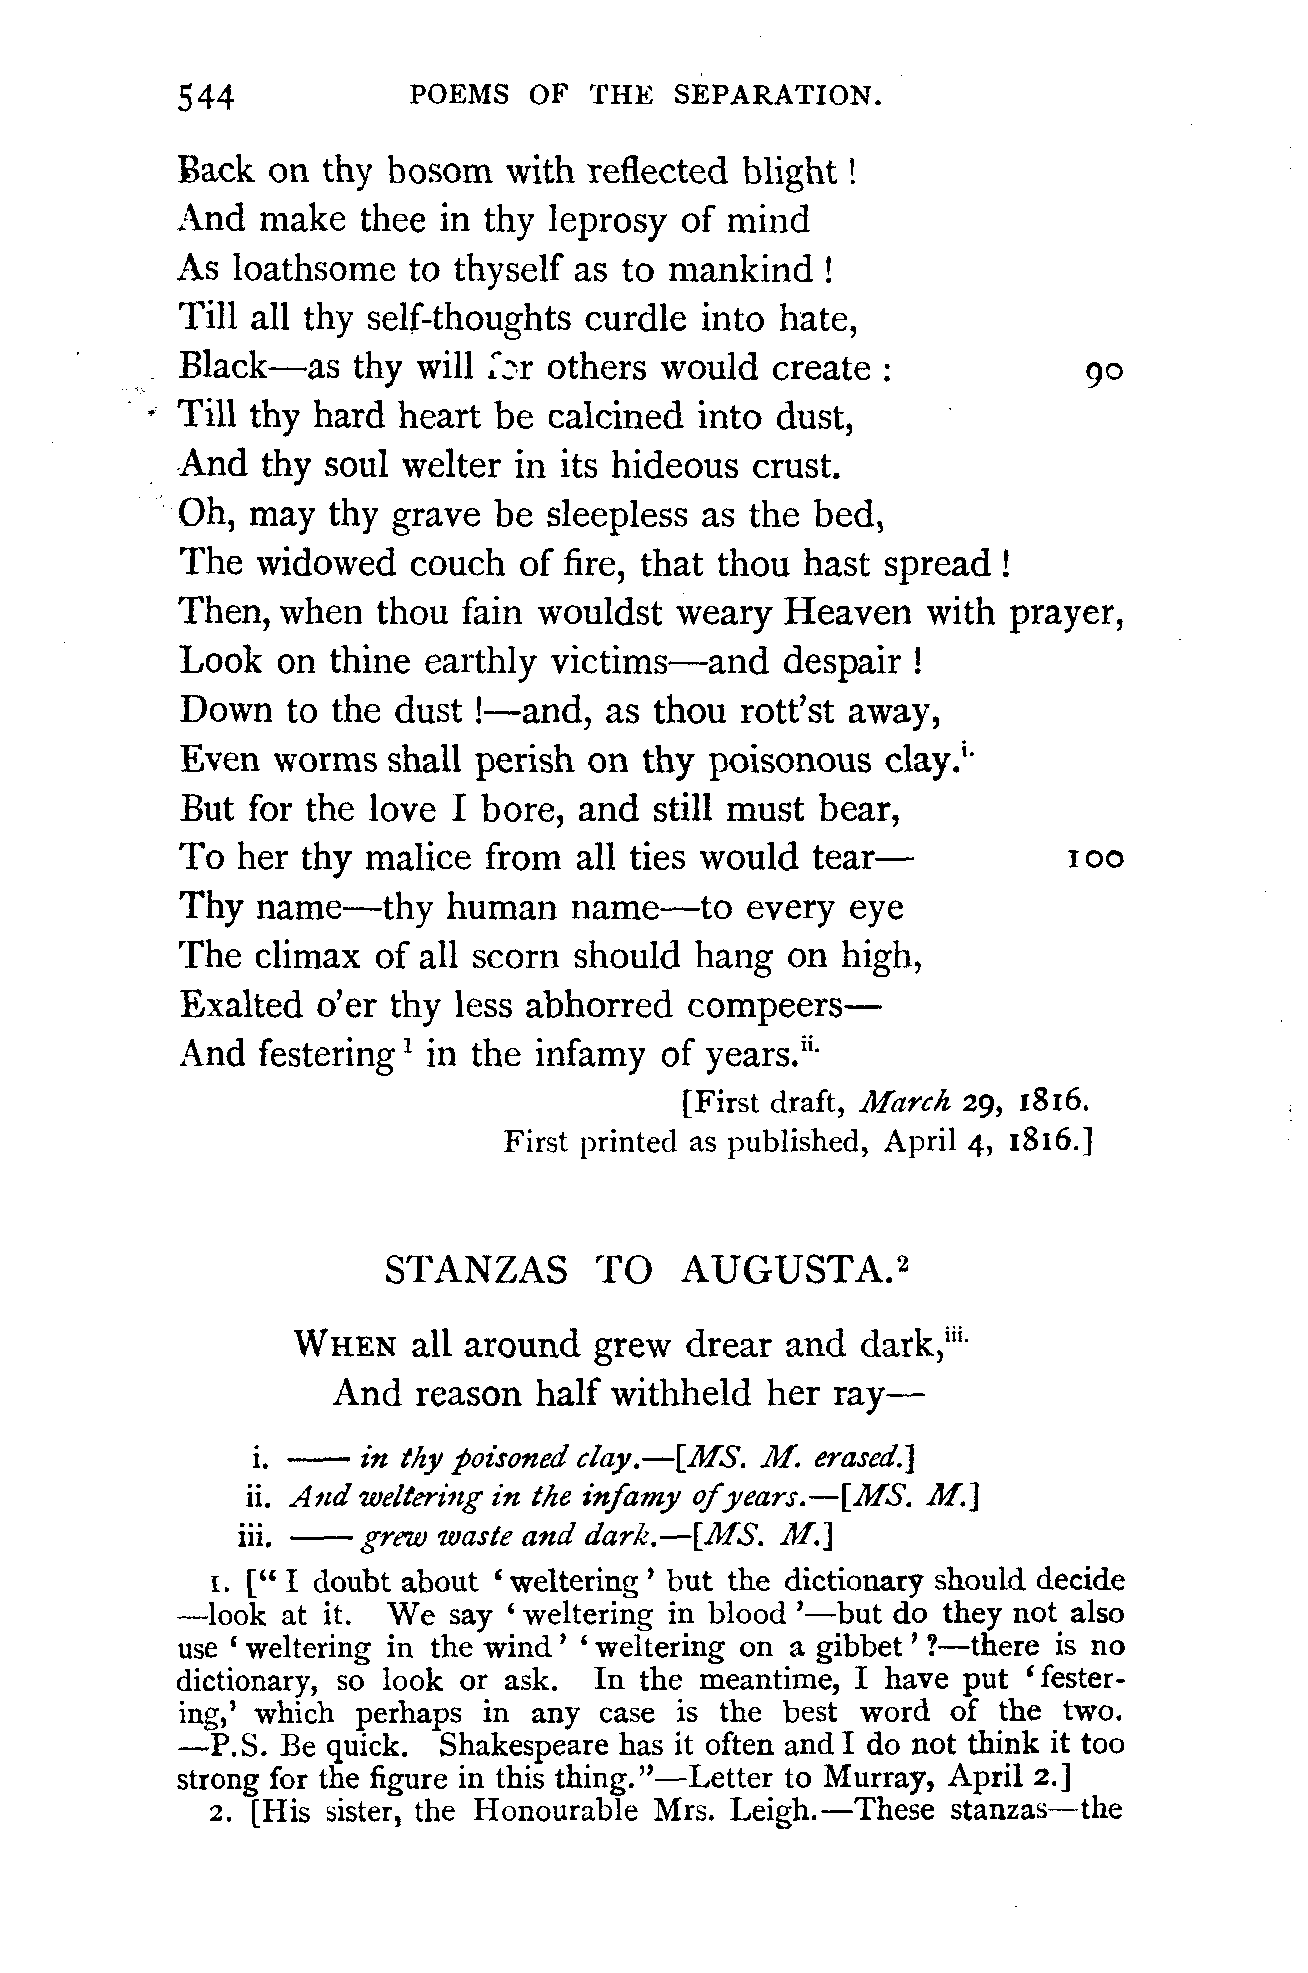 544 POEMS OF THE SEPARATION.
Back on thy bosom with reflected blight !
And make thee in thy leprosy of mind
As loathsome to thyself as to mankind !
Till all thy self-thoughts curdle into hate,
Black—as thy will for others would create : 90
Till thy hard heart be calcined into dust,
And thy soul welter in its hideous crust.
Oh, may thy grave be sleepless as the bed,
The widowed couch of fire, that thou hast spread !
Then, when thou fain wouldst weary Heaven with prayer,
Look on thine earthly victims—and despair !
Down to the dust !—and, as thou rott'st away,
Even worms shall perish on thy poisonous clay.i.
But for the love I bore, and still must bear,
To her thy malice from all ties would tear— 100
Thy name—thy human name—to every eye
The climax of all scorn should hang on high,
Exalted o'er thy less abhorred compeers—
And festering 1 in the infamy of years.ii.
[First draft, March 29, 1816.
First printed as published, April 4, 1816.]
STANZAS TO AUGUSTA.2
WHEN all around grew drear and dark,iii.
And reason half withheld her ray—
i. —— in thy poisoned clay.—[MS. M. erased.]
ii. And weltering in the infamy of years.—[MS. M.]
iii. —— grew waste and dark.—[MS. M.]
1. [" I doubt about ' weltering ' but the dictionary should decide
—look at it. We say ' weltering in blood '—but do they not also
use ' weltering in the wind ' ' weltering on a gibbet ' ?—there is no
dictionary, so look or ask. In the meantime, I have put ' fester-
ing,' which perhaps in any case is the best word of the two.
—P.S. Be quick. Shakespeare has it often and I do not think it too
strong for the figure in this thing."—Letter to Murray, April 2.]
2. [His sister, the Honourable Mrs. Leigh.—These stanzas—the